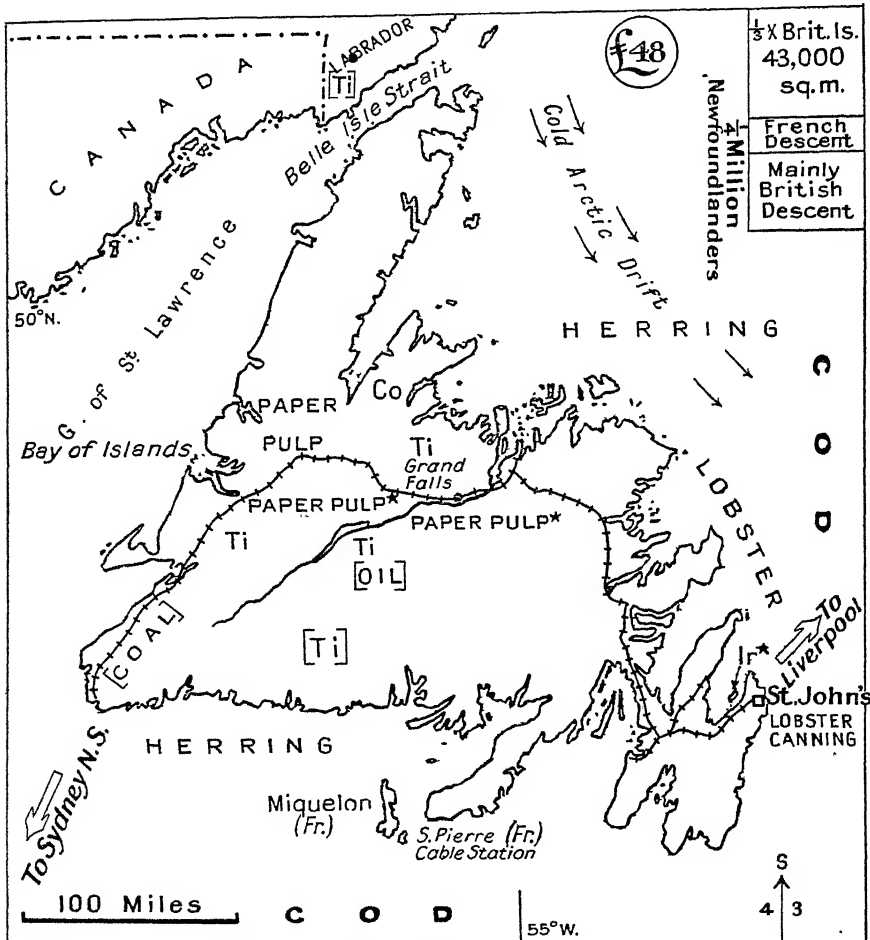 CANADA
LABRADOR
[Ti]
Belle Isle Strait
£48
⅓ X Brit. Is.
43,000
sq. m.
French
Descent
Mainly
British
Descent
¼ Million
Newfoundlanders
Cold Arctic Drift
50°N.
G. of St. Lawrence
HERRING
COD
Co
PAPER
PULP
Bay of Islands
Ti
Grand
Falls
LOBSTER
PAPER PULP*
PAPER PULP*
Ti
Ti
[OIL]
[COAL]
[Ti]
To
Liverpool
Ir*
St. John's
LOBSTER
CANNING
HERRING
To Sydney N.S.
Miquelon
(Fr.)
S. Pierre (Fr.)
Cable Station
100 Miles
COD
55°W.
S
4 3